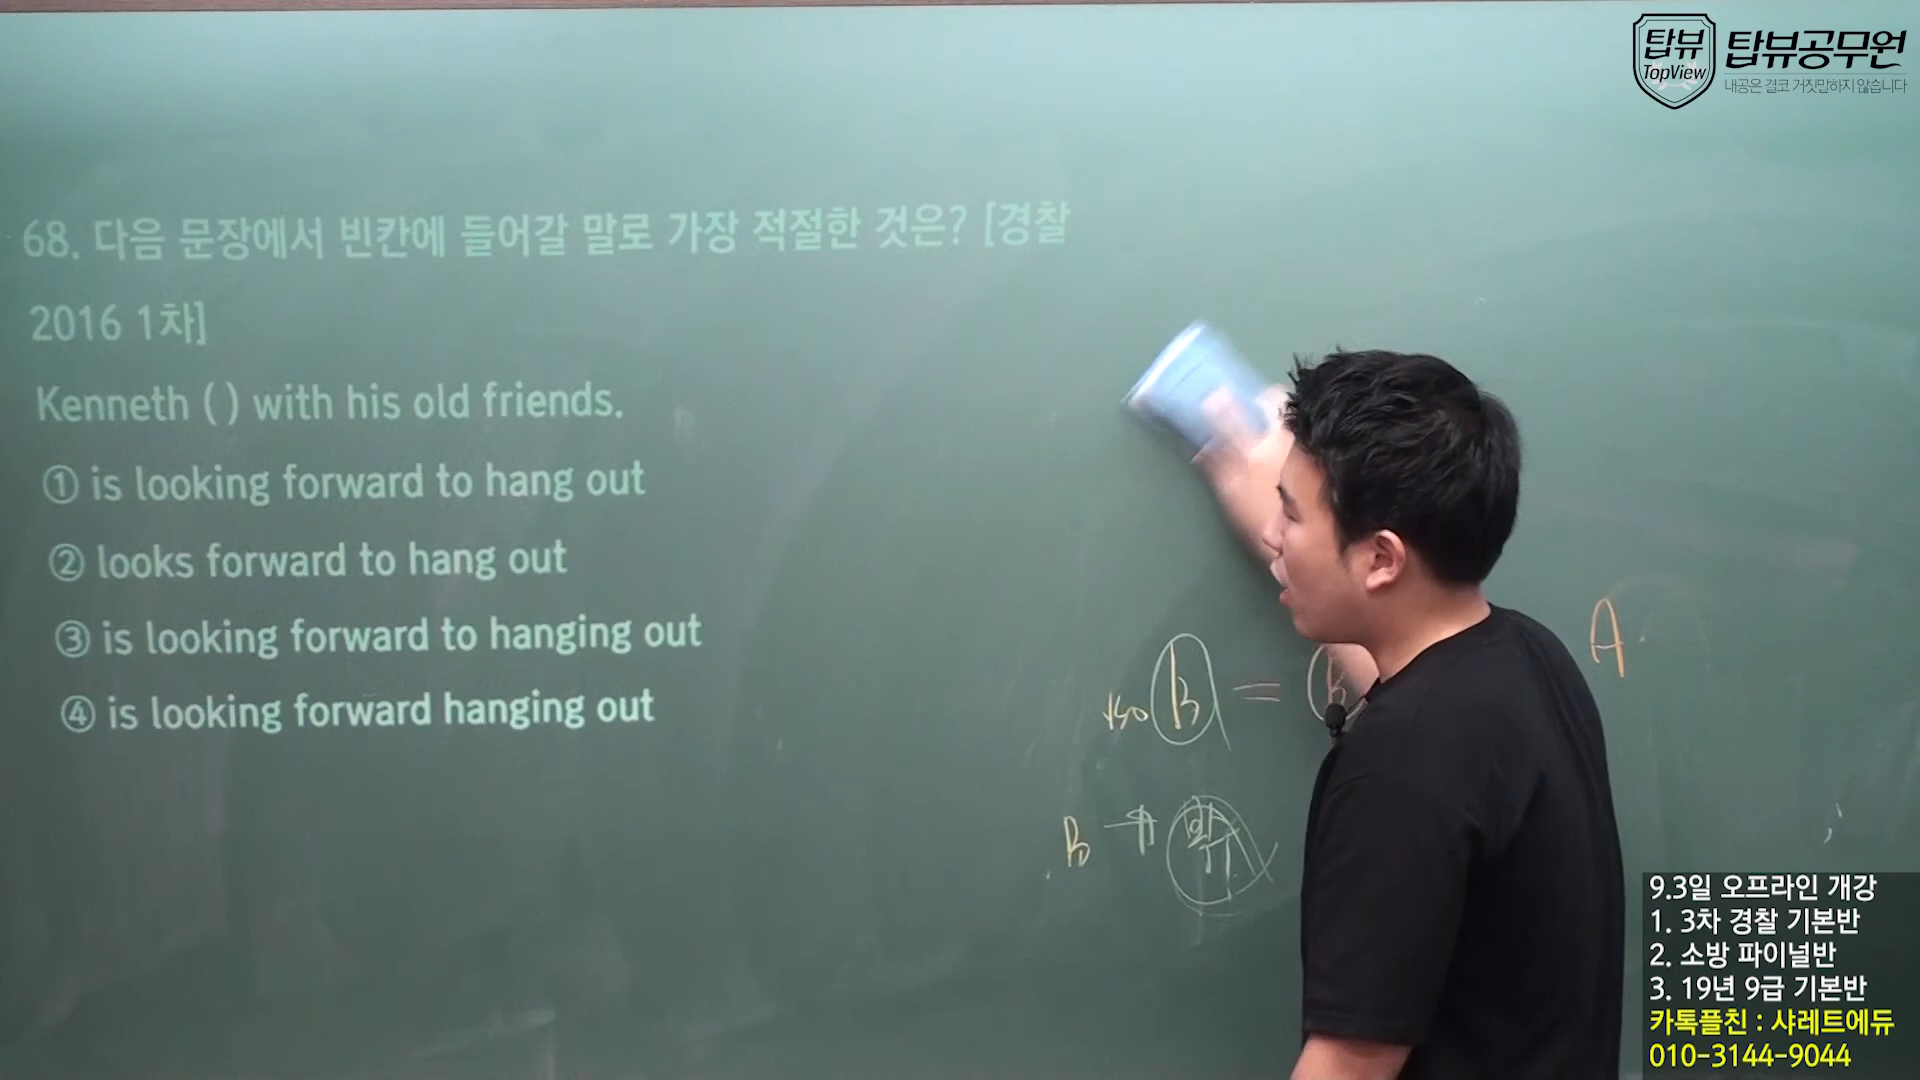 탑뷰
TopView
탑뷰공무원
내공은 결코 거짓말하지 않습니다
68. 다음 문장에서 빈칸에 들어갈 말로 가장 적절한 것은? [경찰
2016 1차]
Kenneth ( ) with his old friends.
① is looking forward to hang out
② looks forward to hang out
③ is looking forward to hanging out
④ is looking forward hanging out
A
B =
B
9.3일 오프라인 개강
1. 3차 경찰 기본반
2. 소방 파이널반
3. 19년 9급 기본반
카톡플친 : 샤레트에듀
010-3144-9044